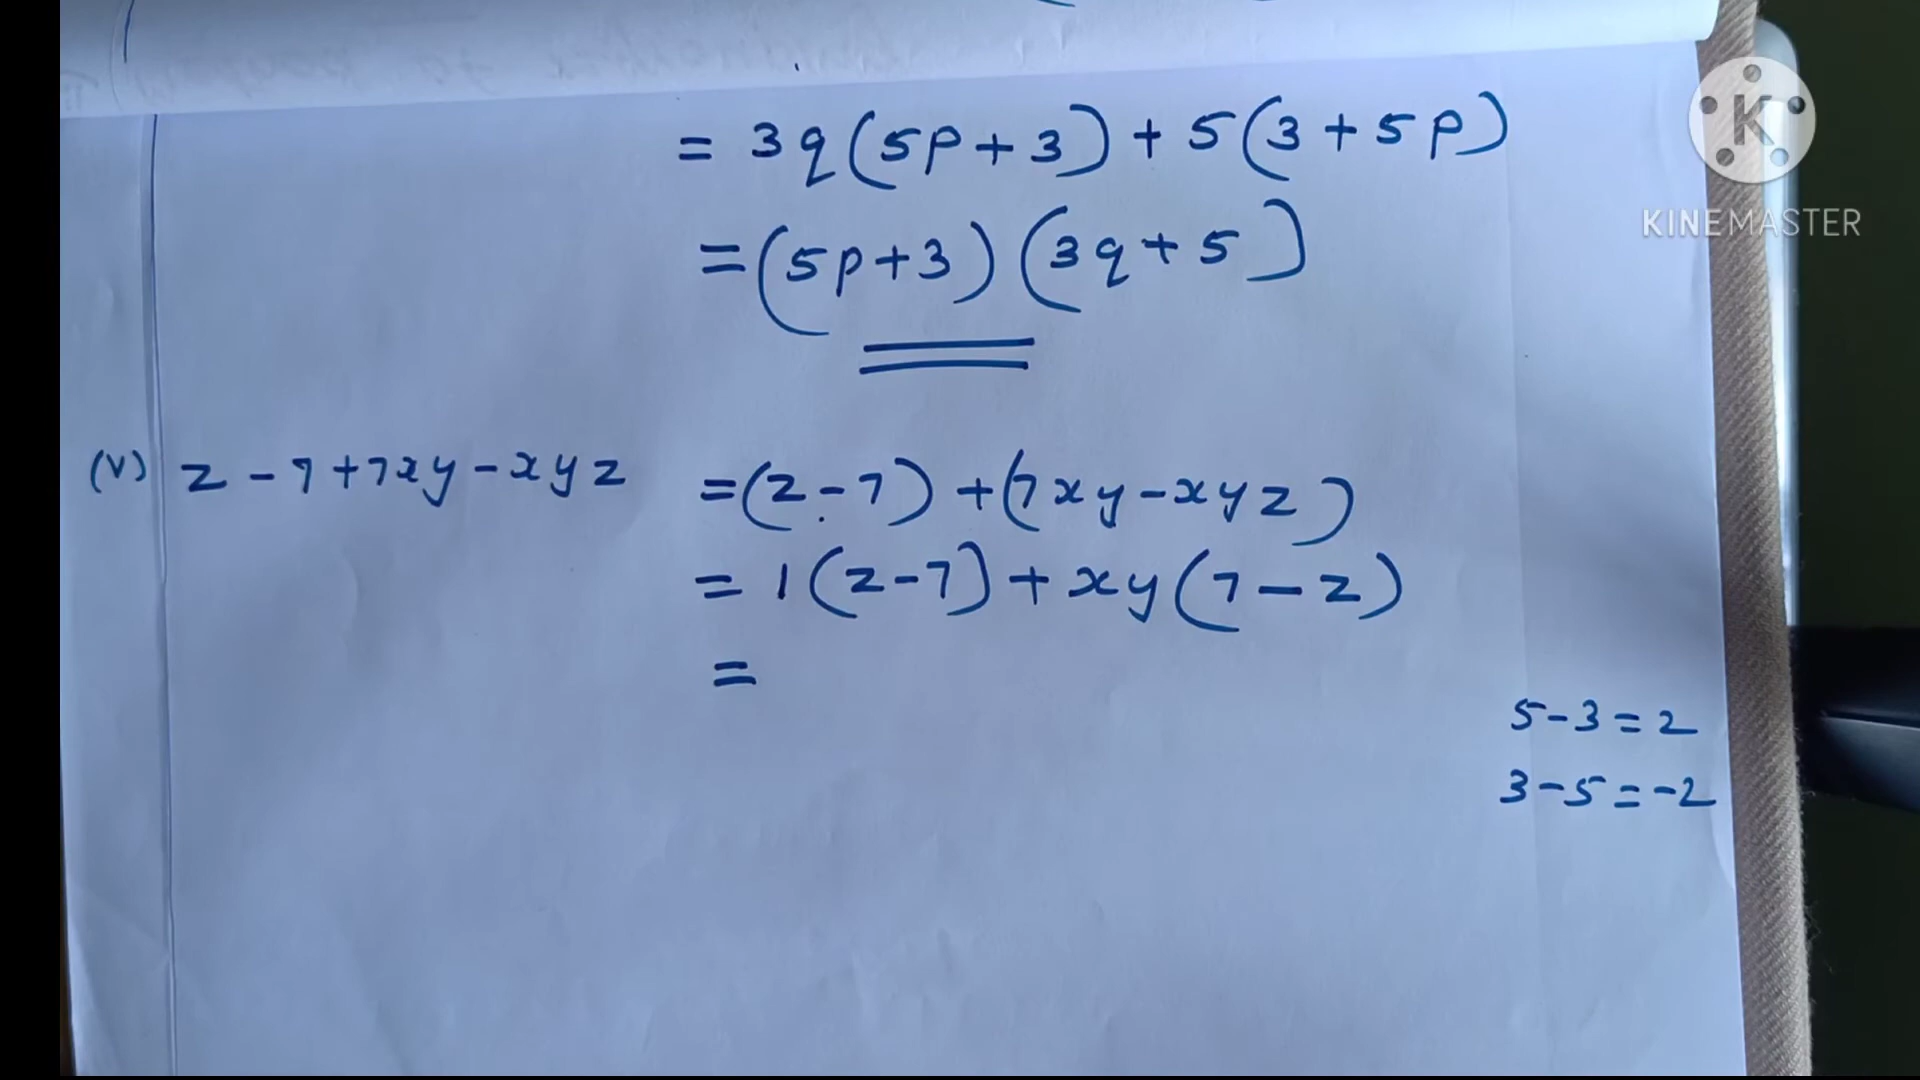 = 3q(5p+3)+5(3+5p)
=(5p+3)(3q+5)
(v) z-7+7xy-xyz =(z-7)+(7xy-xyz)
= 1(z-7)+xy(7-z)
=
5-3=2
3-5=-2
K
KINEMASTER